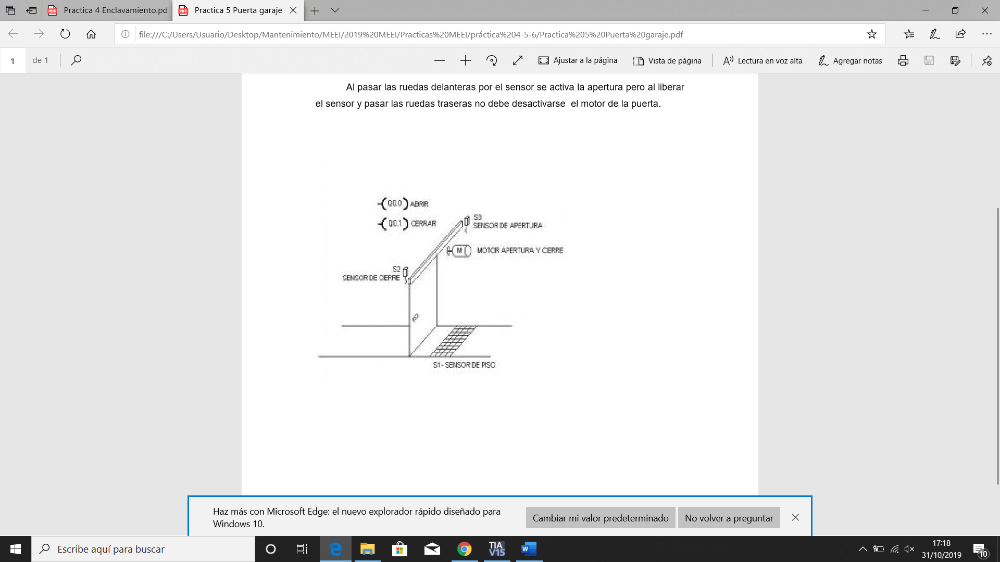 Practica 4 Enclavamiento.pd
Practica 5 Puerta garaje
file:///C:/Users/Usuario/Desktop/Mantenimiento/MEEI/2019%20MEEI/Practicas%20MEEI/práctica%204-5-6/Practica%205%20Puerta%20garaje.pdf
1 de 1
Ajustar a la página
Vista de página
Lectura en voz alta
Agregar notas
Al pasar las ruedas delanteras por el sensor se activa la apertura pero al liberar
el sensor y pasar las ruedas traseras no debe desactivarse el motor de la puerta.
Q0.0 ABRIR
Q0.1 CERRAR
S3
SENSOR DE APERTURA
M MOTOR APERTURA Y CIERRE
S2
SENSOR DE CIERRE
S1- SENSOR DE PISO
Haz más con Microsoft Edge: el nuevo explorador rápido diseñado para
Windows 10.
Cambiar mi valor predeterminado
No volver a preguntar
Escribe aquí para buscar
TIA
V15
W
17:18
31/10/2019
10